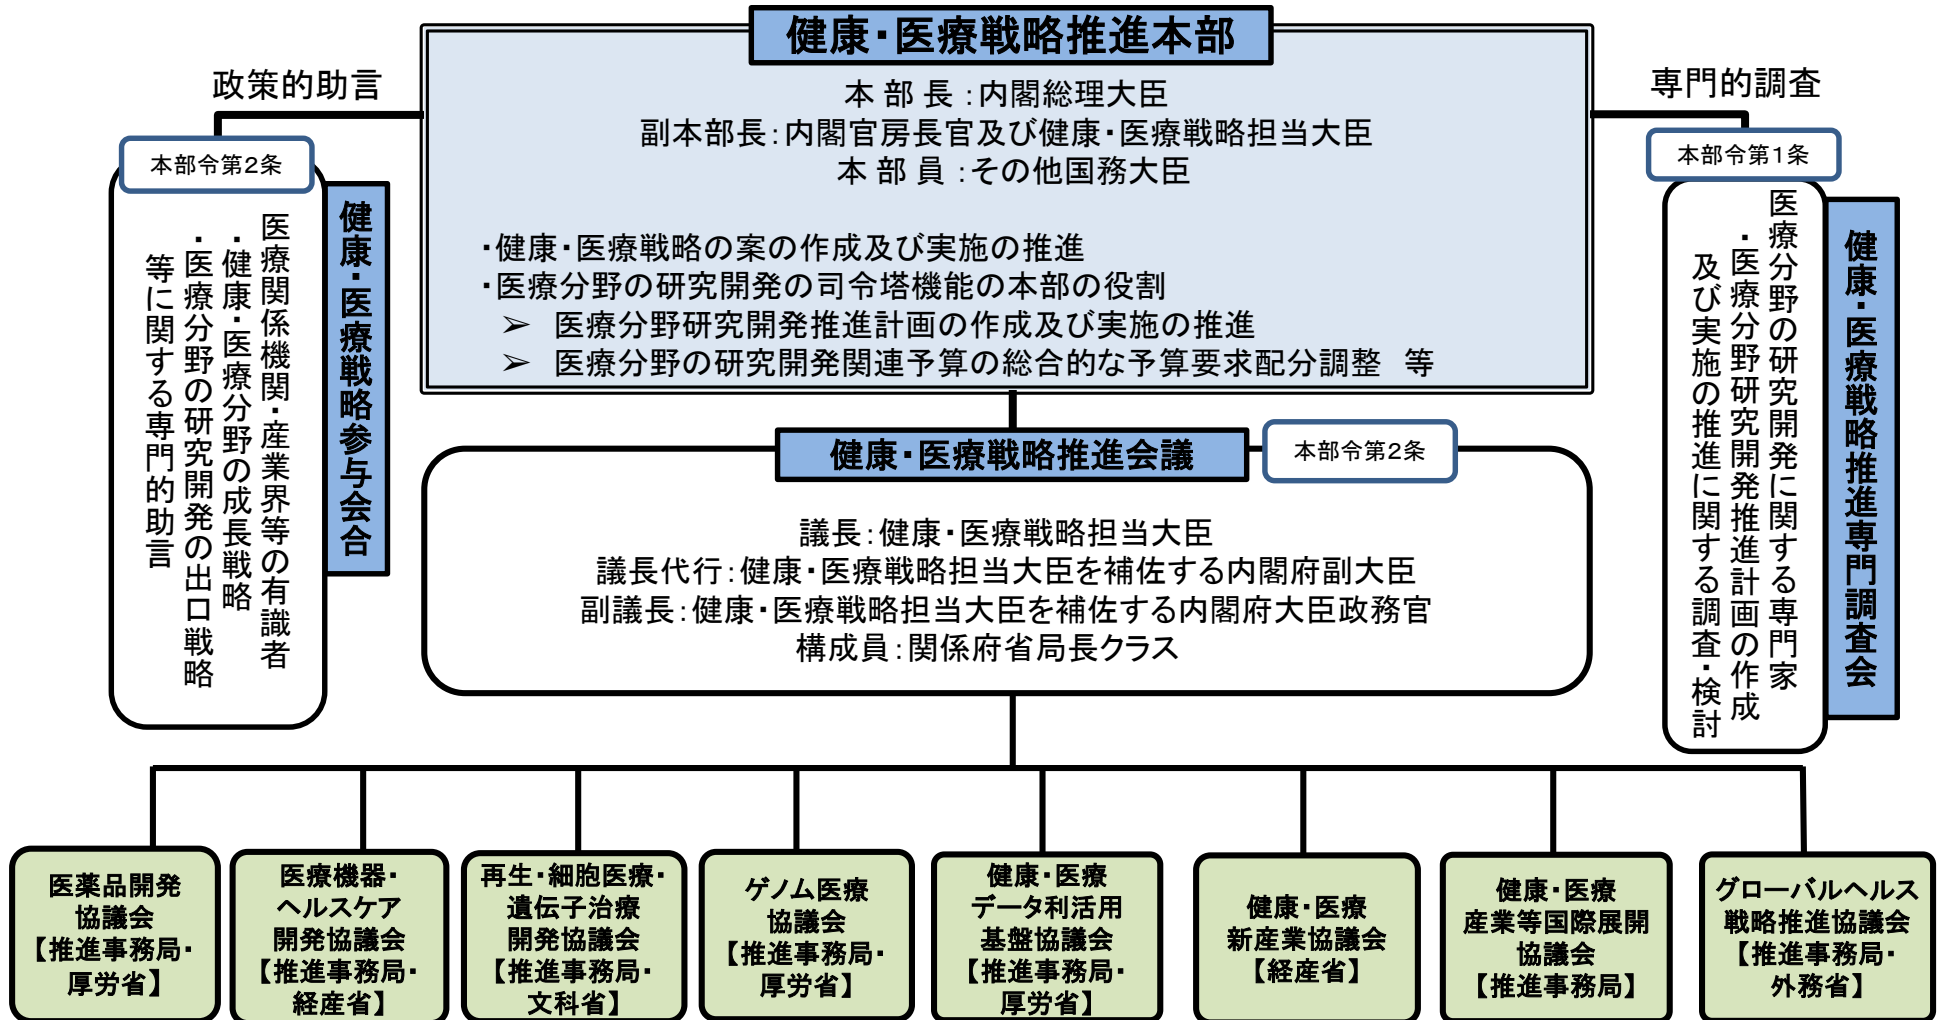 健康・医療戦略推進本部
本部長：内閣総理大臣
副本部長：内閣官房長官及び健康・医療戦略担当大臣
本部員：その他国務大臣
・健康・医療戦略の案の作成及び実施の推進
・医療分野の研究開発の司令塔機能の本部の役割
➢ 医療分野研究開発推進計画の作成及び実施の推進
➢ 医療分野の研究開発関連予算の総合的な予算要求配分調整 等
政策的助言
本部令第2条
健康・医療戦略参与会合
医療関係機関・産業界等の有識者
・健康・医療分野の成長戦略
・医療分野の研究開発の出口戦略
等に関する専門的助言
専門的調査
本部令第1条
健康・医療戦略推進専門調査会
医療分野の研究開発に関する専門家
・医療分野研究開発推進計画の作成
及び実施の推進に関する調査・検討
健康・医療戦略推進会議
本部令第2条
議長：健康・医療戦略担当大臣
議長代行：健康・医療戦略担当大臣を補佐する内閣府副大臣
副議長：健康・医療戦略担当大臣を補佐する内閣府大臣政務官
構成員：関係府省局長クラス
医薬品開発
協議会
【推進事務局・
厚労省】
医療機器・
ヘルスケア
開発協議会
【推進事務局・
経産省】
再生・細胞医療・
遺伝子治療
開発協議会
【推進事務局・
文科省】
ゲノム医療
協議会
【推進事務局・
厚労省】
健康・医療
データ利活用
基盤協議会
【推進事務局・
厚労省】
健康・医療
新産業協議会
【経産省】
健康・医療
産業等国際展開
協議会
【推進事務局】
グローバルヘルス
戦略推進協議会
【推進事務局・
外務省】